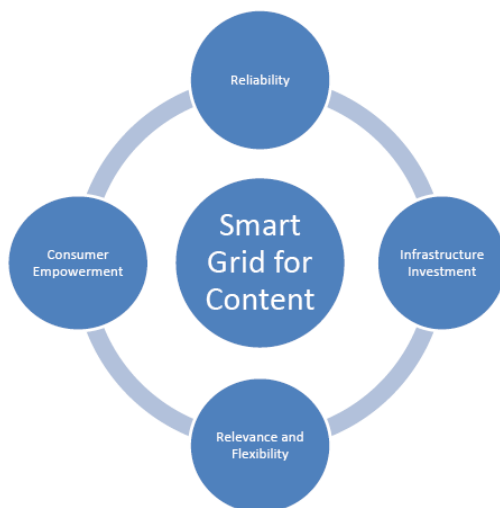 Reliability
Consumer
Empowerment
Smart
Grid for
Content
Infrastructure
Investment
Relevance and
Flexibility